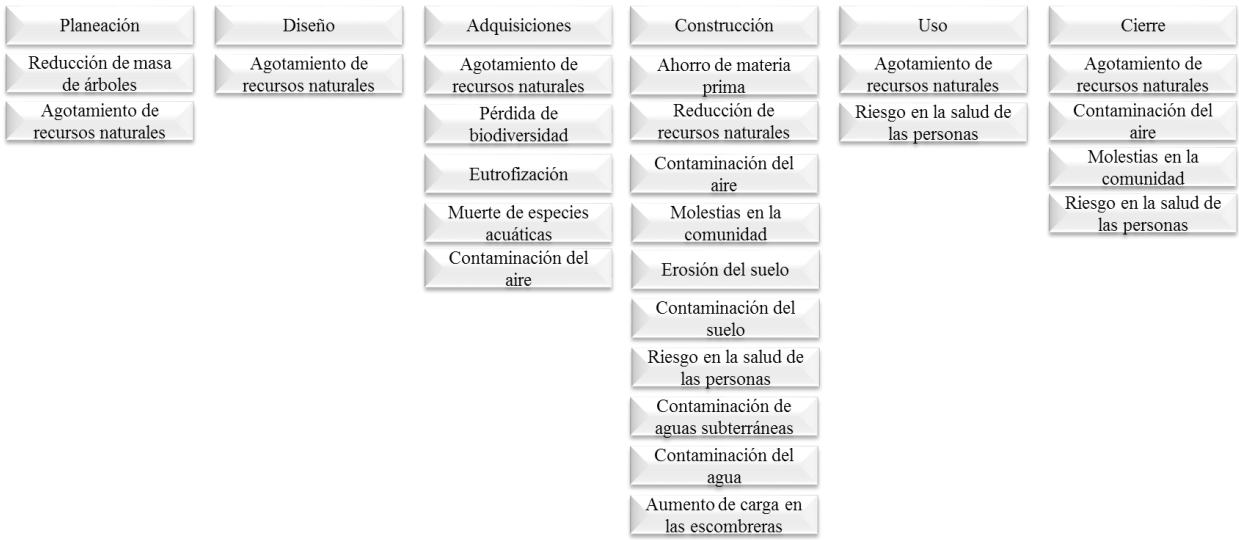 Planeación
Reducción de masa
de árboles
Agotamiento de
recursos naturales
Diseño
Agotamiento de
recursos naturales
Adquisiciones
Agotamiento de
recursos naturales
Pérdida de
biodiversidad
Eutrofización
Muerte de especies
acuáticas
Contaminación del
aire
Construcción
Ahorro de materia
prima
Reducción de
recursos naturales
Contaminación del
aire
Molestias en la
comunidad
Erosión del suelo
Contaminación del
suelo
Riesgo en la salud de
las personas
Contaminación de
aguas subterráneas
Contaminación del
agua
Aumento de carga en
las escombreras
Uso
Agotamiento de
recursos naturales
Riesgo en la salud de
las personas
Cierre
Agotamiento de
recursos naturales
Contaminación del
aire
Molestias en la
comunidad
Riesgo en la salud de
las personas